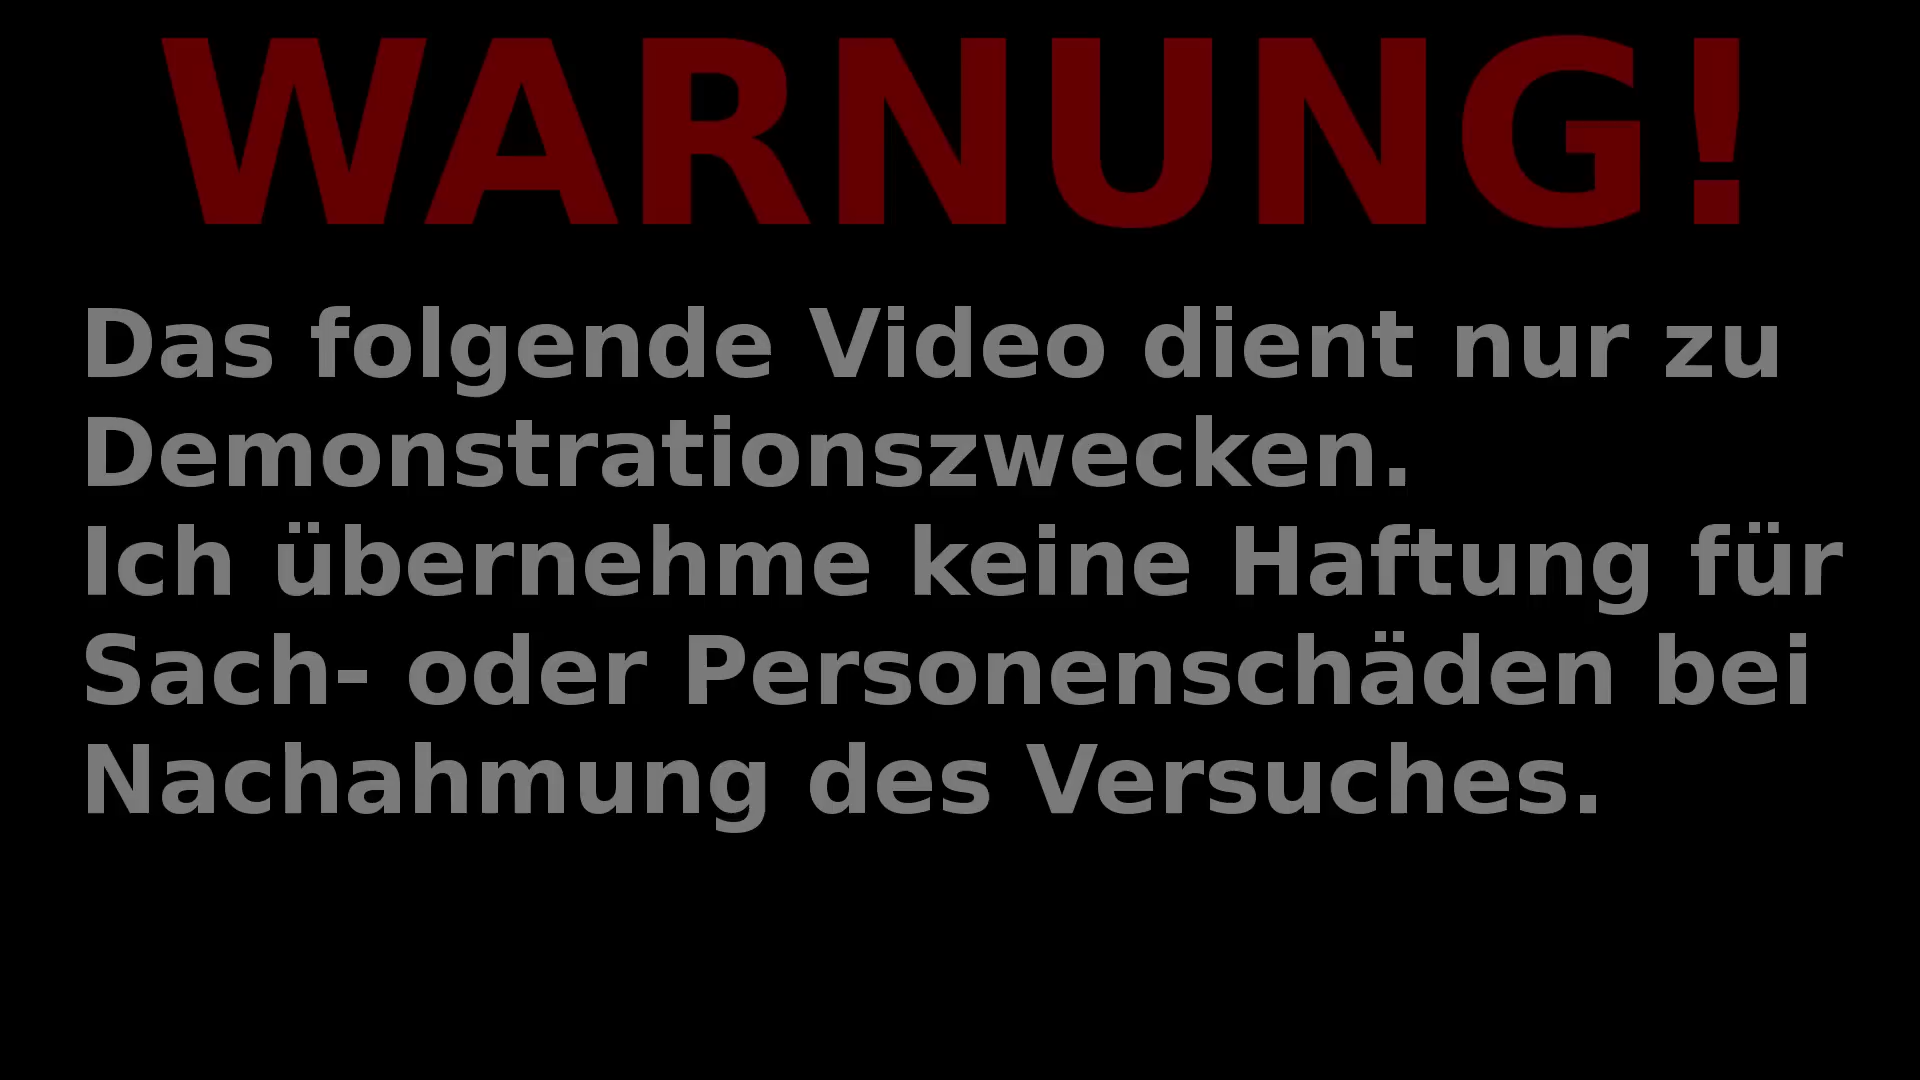 WARNUNG!
Das folgende Video dient nur zu
Demonstrationszwecken.
Ich übernehme keine Haftung für
Sach- oder Personenschäden bei
Nachahmung des Versuches.